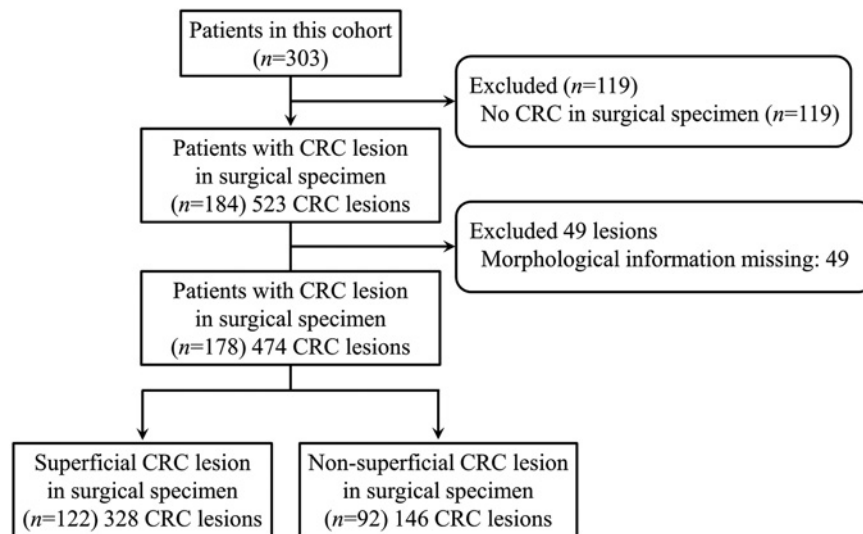 Patients in this cohort
(n=303)
Excluded (n=119)
No CRC in surgical specimen (n=119)
Patients with CRC lesion
in surgical specimen
(n=184) 523 CRC lesions
Excluded 49 lesions
Morphological information missing: 49
Patients with CRC lesion
in surgical specimen
(n=178) 474 CRC lesions
Superficial CRC lesion
in surgical specimen
(n=122) 328 CRC lesions
Non-superficial CRC lesion
in surgical specimen
(n=92) 146 CRC lesions